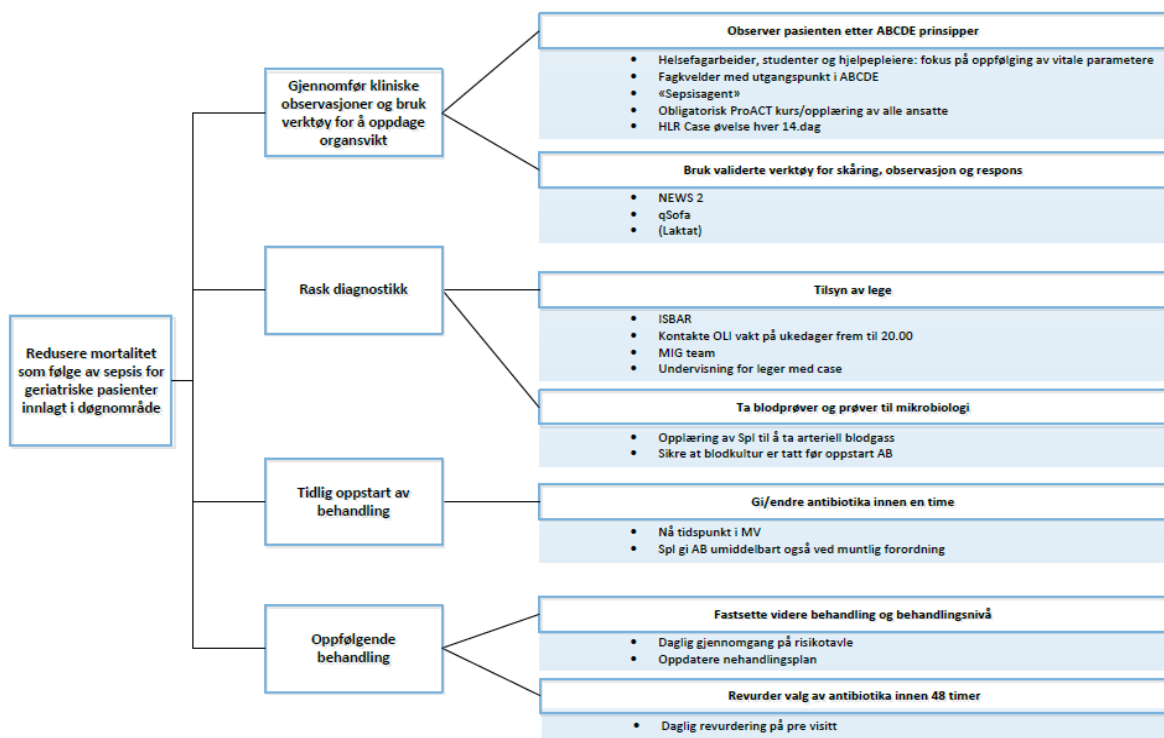 Redusere mortalitet
som følge av sepsis for
geriatriske pasienter
innlagt i døgnområde
Gjennomfør kliniske
observasjoner og bruk
verktøy for å oppdage
organsvikt
Observer pasienten etter ABCDE prinsipper
• Helsefagarbeider, studenter og hjelpepleiere: fokus på oppfølging av vitale parametere
• Fagkvelder med utgangspunkt i ABCDE
• «Sepsisagent»
• Obligatorisk ProACT kurs/opplæring av alle ansatte
• HLR Case øvelse hver 14.dag
Bruk validerte verktøy for skåring, observasjon og respons
• NEWS 2
• qSofa
• (Laktat)
Rask diagnostikk
Tilsyn av lege
• ISBAR
• Kontakte OLI vakt på ukedager frem til 20.00
• MIG team
• Undervisning for leger med case
Ta blodprøver og prøver til mikrobiologi
• Opplæring av Spl til å ta arteriell blodgass
• Sikre at blodkultur er tatt før oppstart AB
Tidlig oppstart av
behandling
Gi/endre antibiotika innen en time
• Nå tidspunkt i MV
• Spl gi AB umiddelbart også ved muntlig forordning
Oppfølgende
behandling
Fastsette videre behandling og behandlingsnivå
• Daglig gjennomgang på risikotavle
• Oppdatere nehandlingsplan
Revurder valg av antibiotika innen 48 timer
• Daglig revurdering på pre visitt